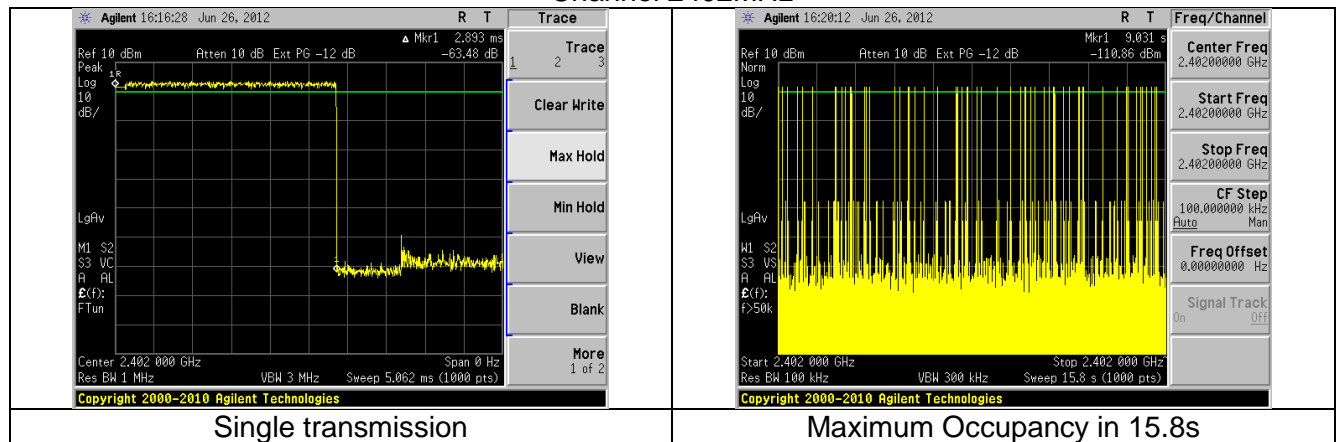 Agilent 16:16:28 Jun 26, 2012 R T
Trace
Ref 10 dBm Atten 10 dB Ext PG -12 dB
Δ Mkr1 2.893 ms
-63.48 dB
Peak
Log
10
dB/
1R
LgAv
M1 S2
S3 VC
A AL
£(f):
FTun
Center 2.402 000 GHz Span 0 Hz
Res BW 1 MHz VBW 3 MHz Sweep 5.062 ms (1000 pts)
Copyright 2000-2010 Agilent Technologies
Trace
1 2 3
Clear Write
Max Hold
Min Hold
View
Blank
More
1 of 2
Agilent 16:20:12 Jun 26, 2012 R T
Freq/Channel
Ref 10 dBm Atten 10 dB Ext PG -12 dB
Mkr1 9.031 s
-110.86 dBm
Norm
Log
10
dB/
LgAv
W1 S2
S3 VS
A AL
£(f):
f>50k
Start 2.402 000 GHz Stop 2.402 000 GHz
Res BW 100 kHz VBW 300 kHz Sweep 15.8 s (1000 pts)
Copyright 2000-2010 Agilent Technologies
Center Freq
2.40200000 GHz
Start Freq
2.40200000 GHz
Stop Freq
2.40200000 GHz
CF Step
100.000000 kHz
Auto Man
Freq Offset
0.00000000 Hz
Signal Track
On Off
Single transmission
Maximum Occupancy in 15.8s